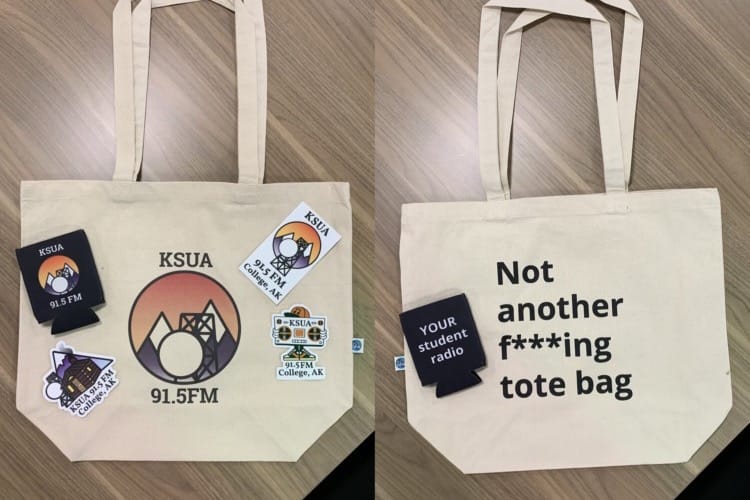 KSUA
91.5 FM
KSUA
91.5FM
KSUA
91.5 FM
College, AK
KSUA 91.5 FM
College, AK
KSUA
91.5 FM
College, AK
Not
another
f***ing
tote bag
YOUR
student
radio